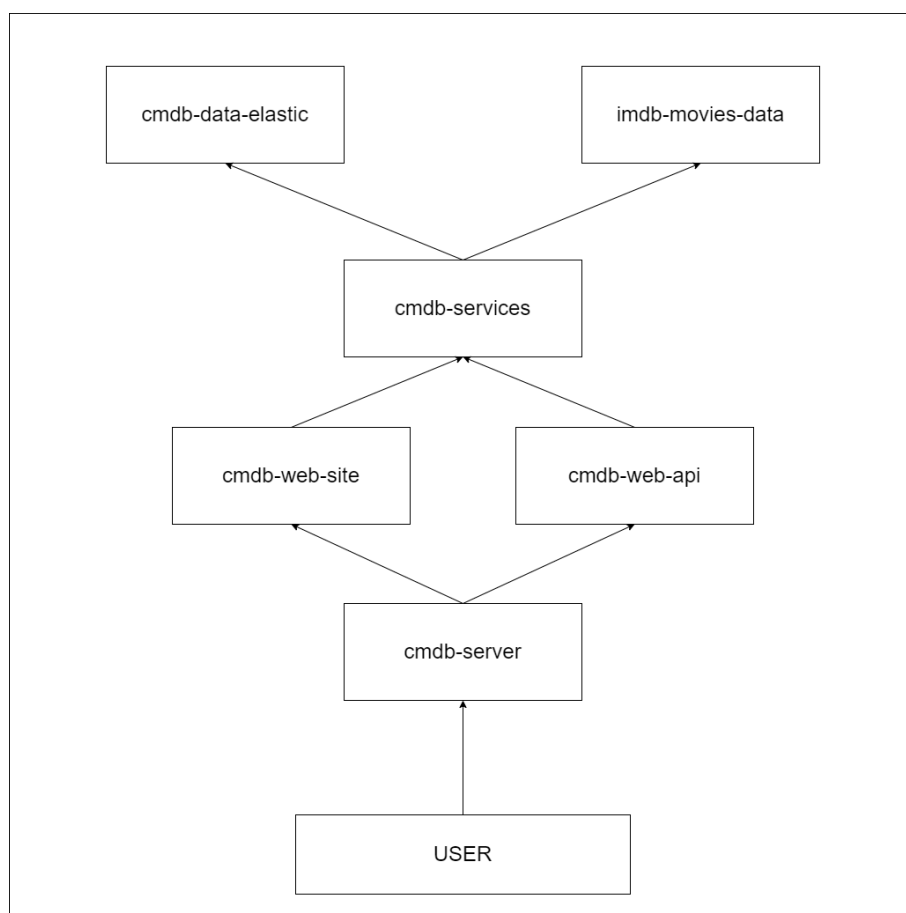 cmdb-data-elastic
imdb-movies-data
cmdb-services
cmdb-web-site
cmdb-web-api
cmdb-server
USER